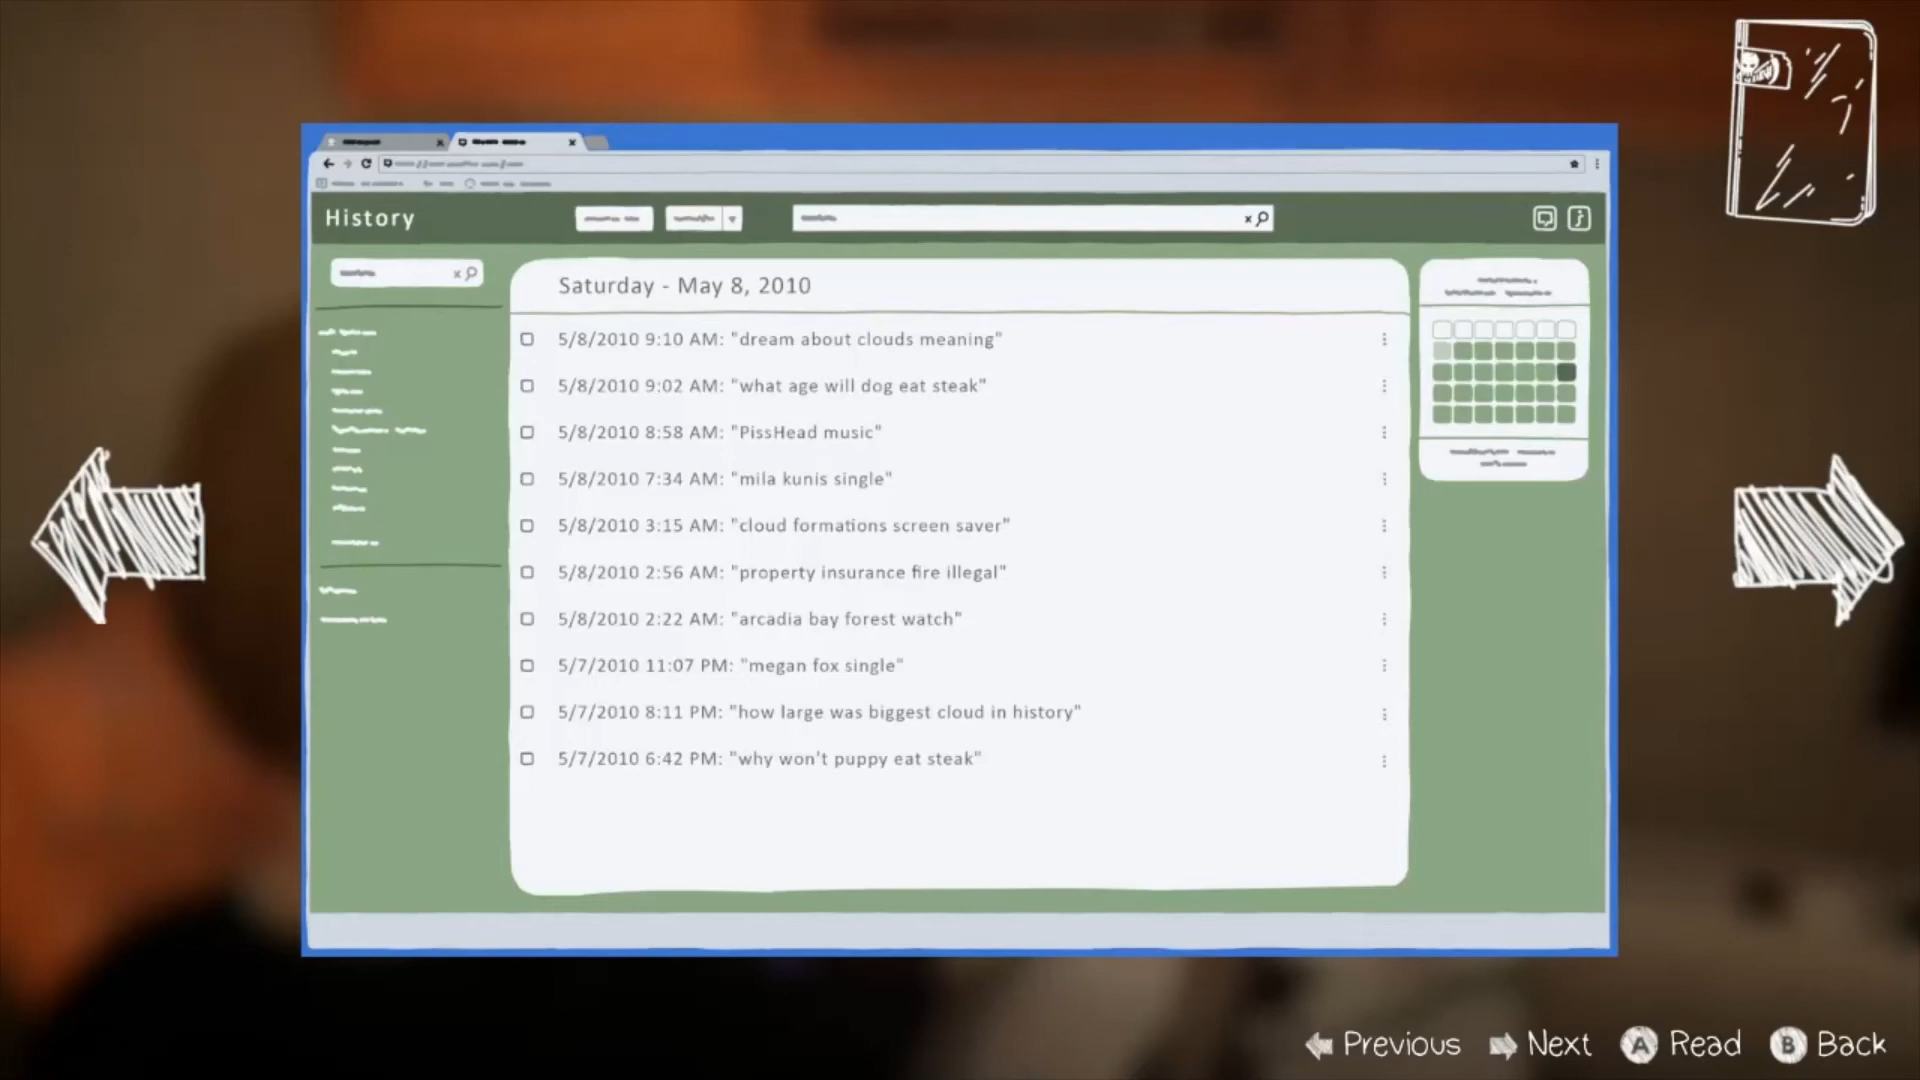 History
Saturday - May 8, 2010
5/8/2010 9:10 AM: "dream about clouds meaning"
5/8/2010 9:02 AM: "what age will dog eat steak"
5/8/2010 8:58 AM: "PissHead music"
5/8/2010 7:34 AM: "mila kunis single"
5/8/2010 3:15 AM: "cloud formations screen saver"
5/8/2010 2:56 AM: "property insurance fire illegal"
5/8/2010 2:22 AM: "arcadia bay forest watch"
5/7/2010 11:07 PM: "megan fox single"
5/7/2010 8:11 PM: "how large was biggest cloud in history"
5/7/2010 6:42 PM: "why won't puppy eat steak"
Previous Next A Read B Back